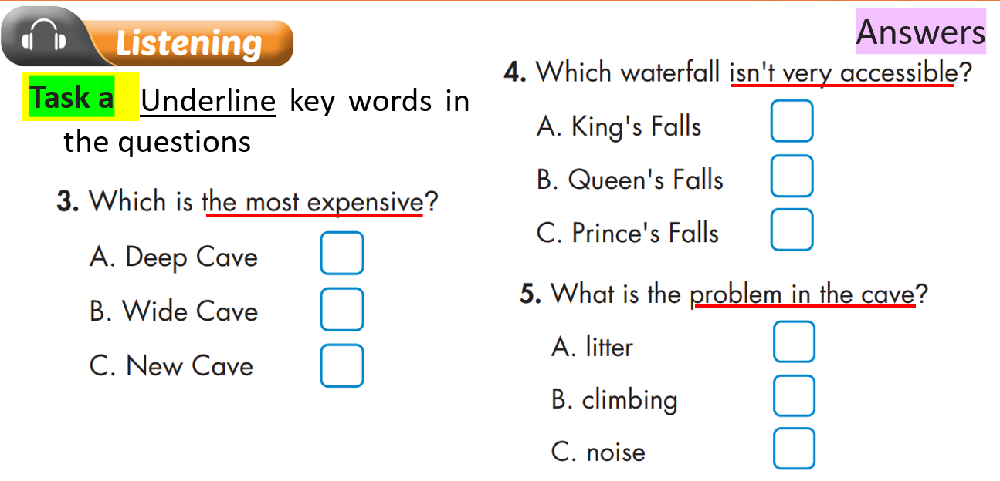 Listening
Answers
Task a Underline key words in
the questions
3. Which is the most expensive?
A. Deep Cave
B. Wide Cave
C. New Cave
4. Which waterfall isn't very accessible?
A. King's Falls
B. Queen's Falls
C. Prince's Falls
5. What is the problem in the cave?
A. litter
B. climbing
C. noise